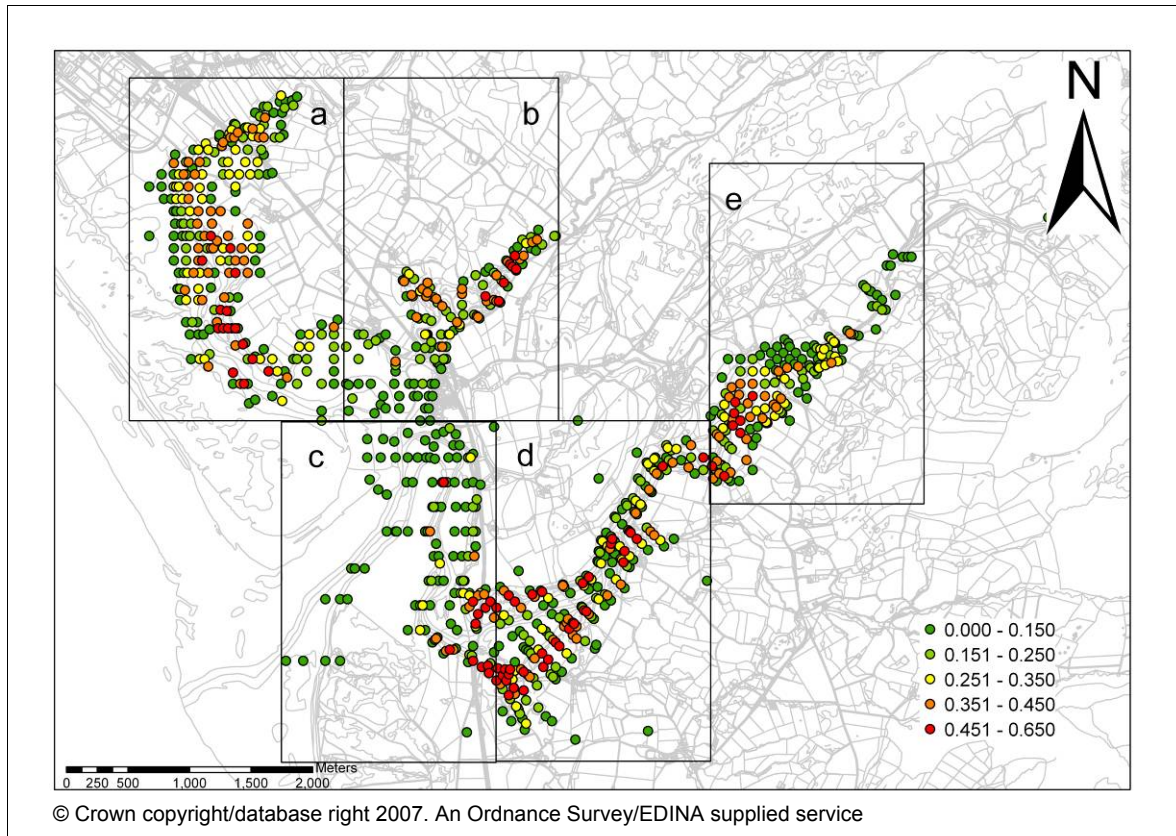 N
a
b
e
c
d
0.000 - 0.150
0.151 - 0.250
0.251 - 0.350
0.351 - 0.450
0.451 - 0.650
Meters
0 250 500 1,000 1,500 2,000
© Crown copyright/database right 2007. An Ordnance Survey/EDINA supplied service